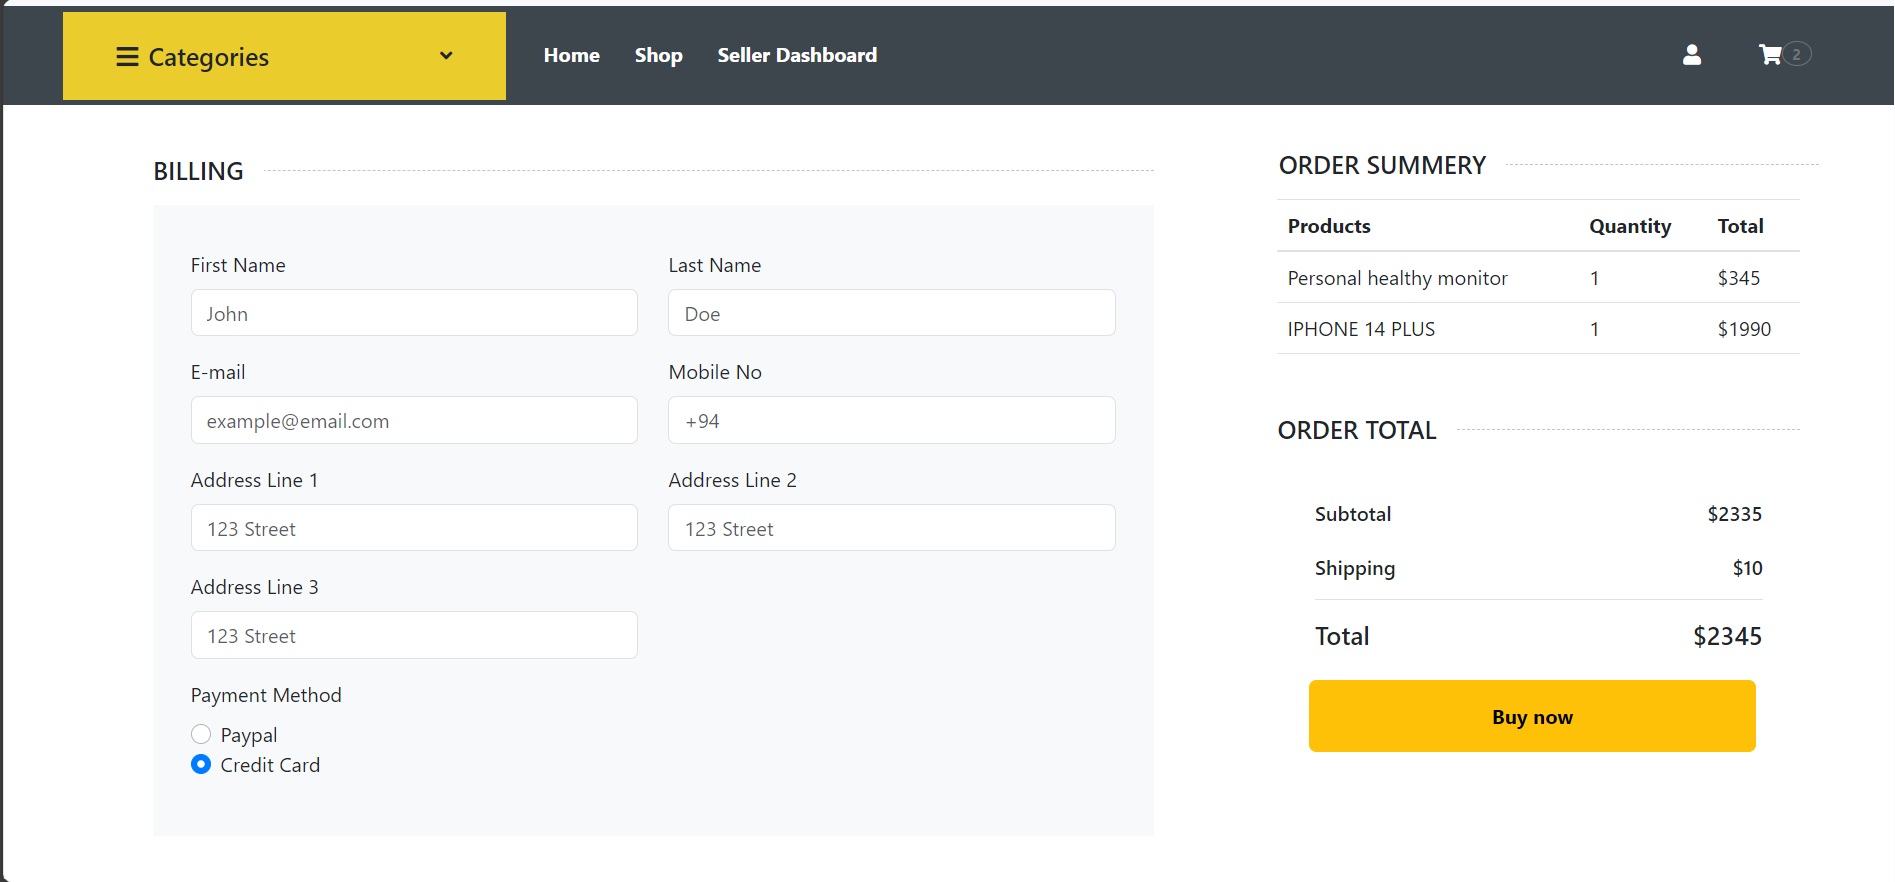 Categories
Home Shop Seller Dashboard
2
BILLING
First Name Last Name
John Doe
E-mail Mobile No
example@email.com +94
Address Line 1 Address Line 2
123 Street 123 Street
Address Line 3
123 Street
Payment Method
Paypal
Credit Card
ORDER SUMMERY
Products Quantity Total
Personal healthy monitor 1 $345
IPHONE 14 PLUS 1 $1990
ORDER TOTAL
Subtotal $2335
Shipping $10
Total $2345
Buy now